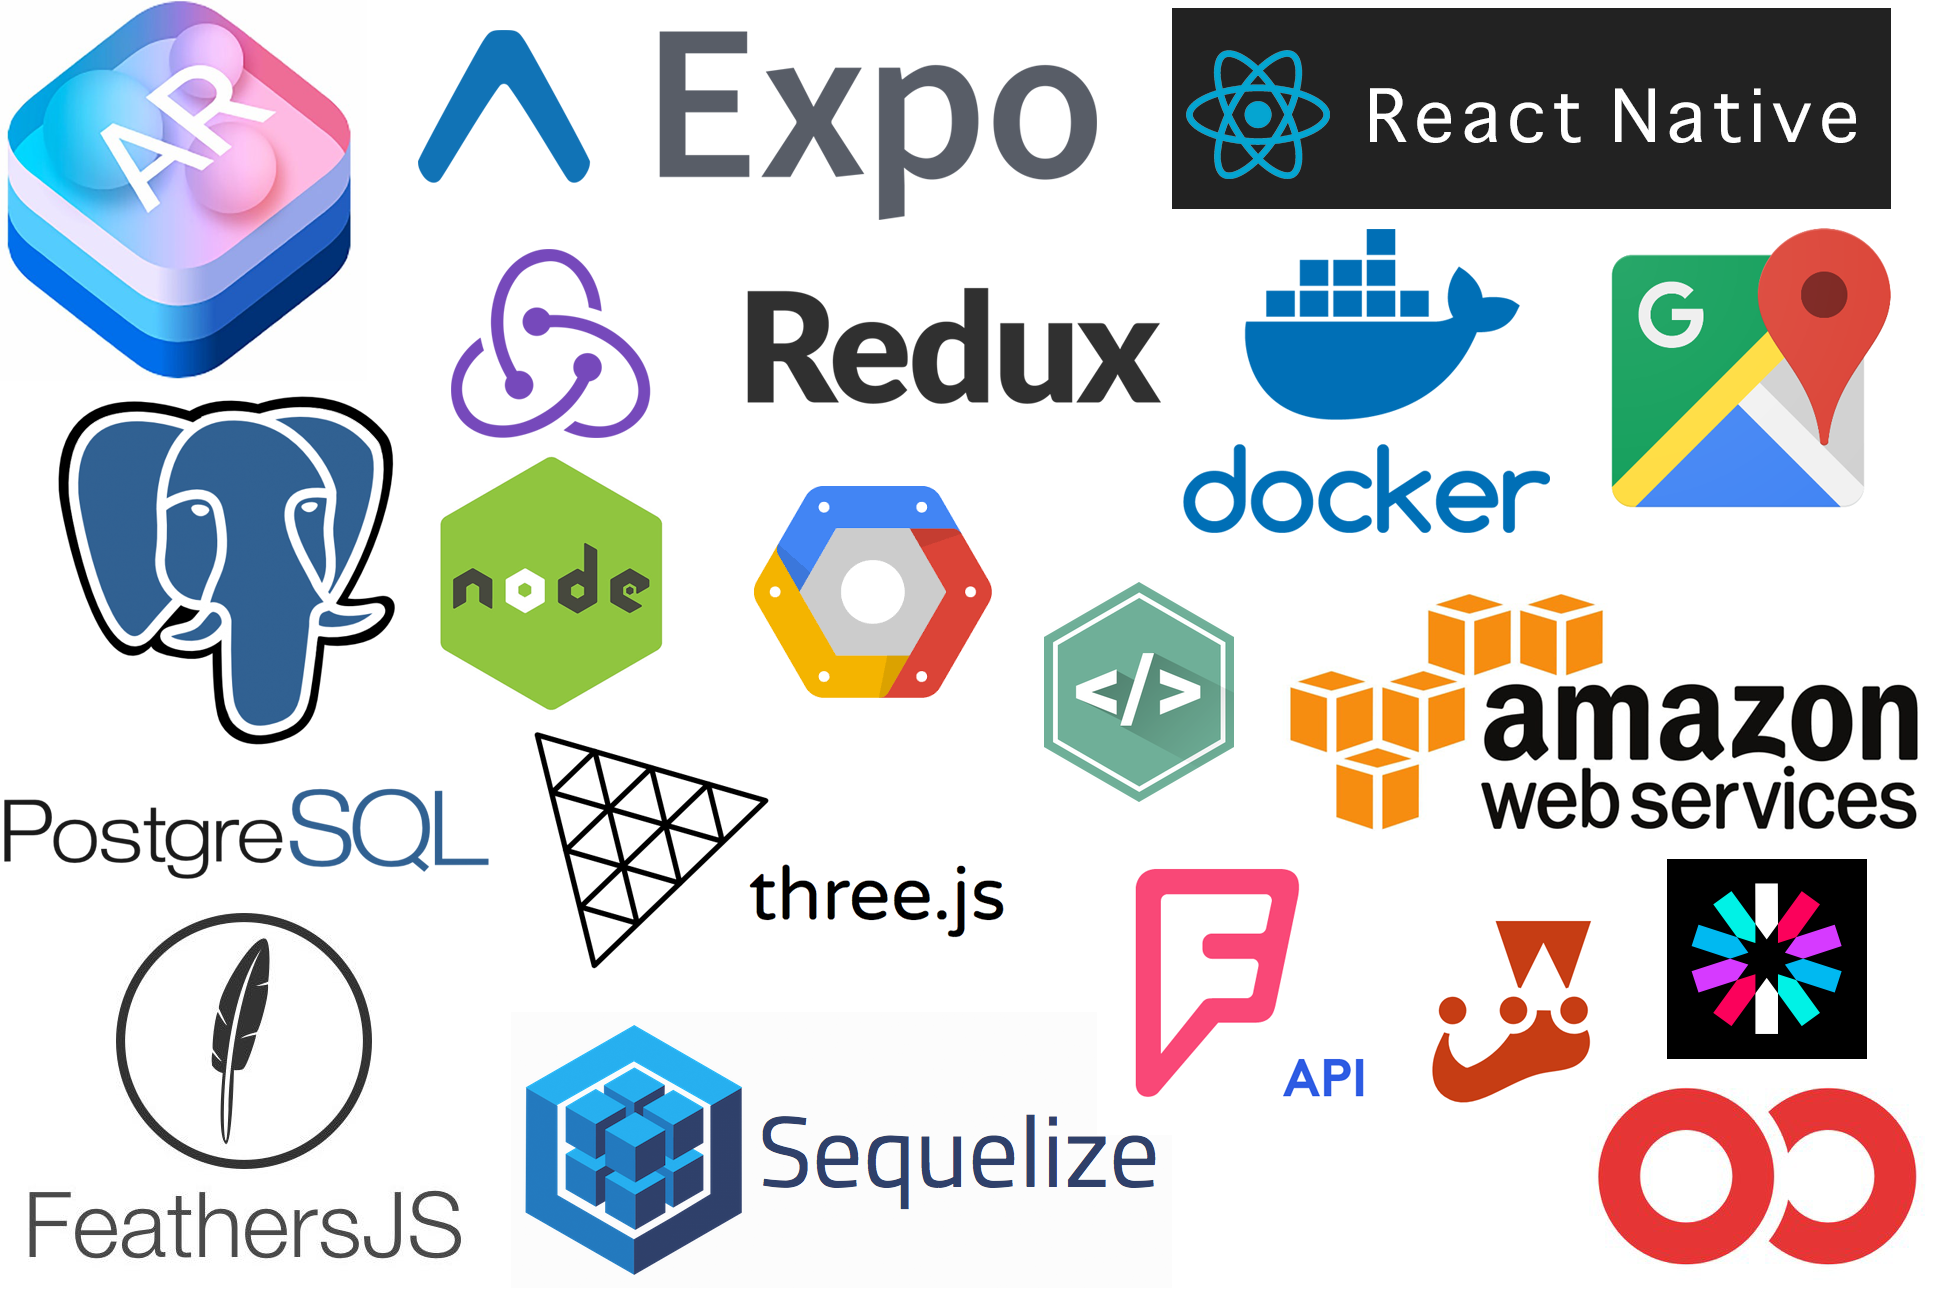 AR
Expo
React Native
Redux
G
docker
node
</>
amazon
web services
PostgreSQL
three.js
API
FeathersJS
Sequelize